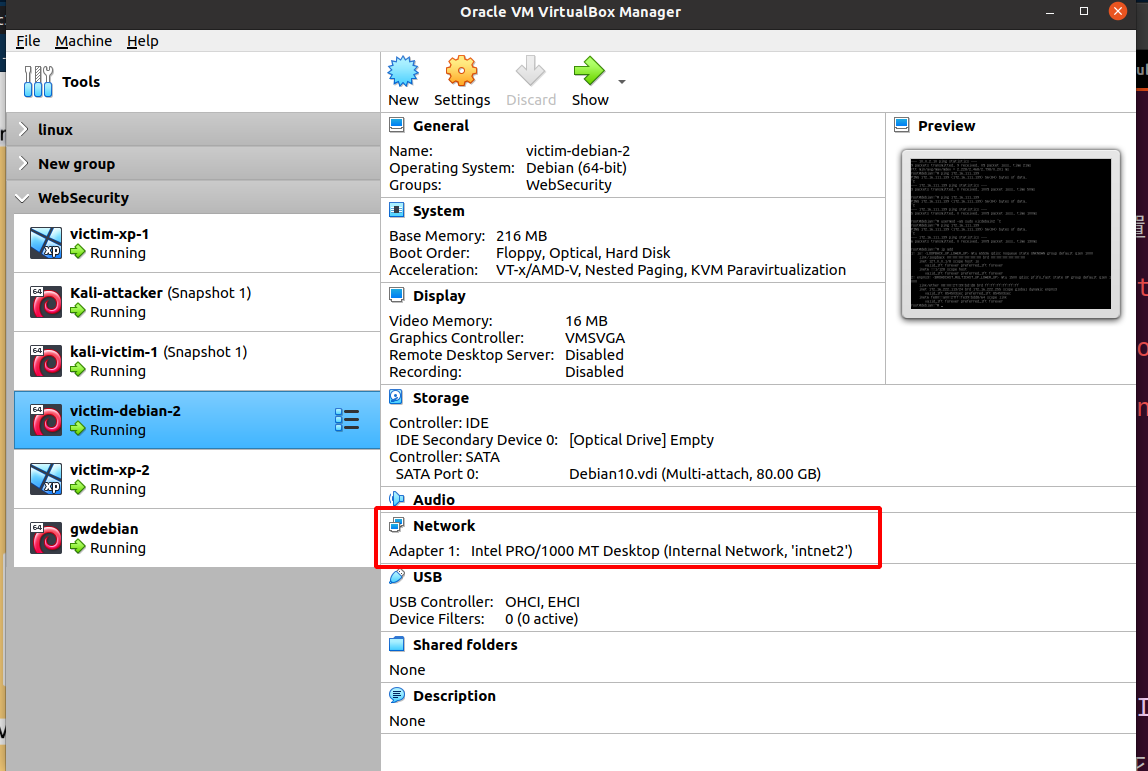 Oracle VM VirtualBox Manager
File Machine Help
Tools
New Settings Discard Show
linux
New group
WebSecurity
victim-xp-1
Running
Kali-attacker (Snapshot 1)
Running
kali-victim-1 (Snapshot 1)
Running
victim-debian-2
Running
victim-xp-2
Running
gwdebian
Running
General
Name: victim-debian-2
Operating System: Debian (64-bit)
Groups: WebSecurity
System
Base Memory: 216 MB
Boot Order: Floppy, Optical, Hard Disk
Acceleration: VT-x/AMD-V, Nested Paging, KVM Paravirtualization
Display
Video Memory: 16 MB
Graphics Controller: VMSVGA
Remote Desktop Server: Disabled
Recording: Disabled
Preview
Storage
Controller: IDE
IDE Secondary Device 0: [Optical Drive] Empty
Controller: SATA
SATA Port 0: Debian10.vdi (Multi-attach, 80.00 GB)
Audio
Network
Adapter 1: Intel PRO/1000 MT Desktop (Internal Network, 'intnet2')
USB
USB Controller: OHCI, EHCI
Device Filters: 0 (0 active)
Shared folders
None
Description
None